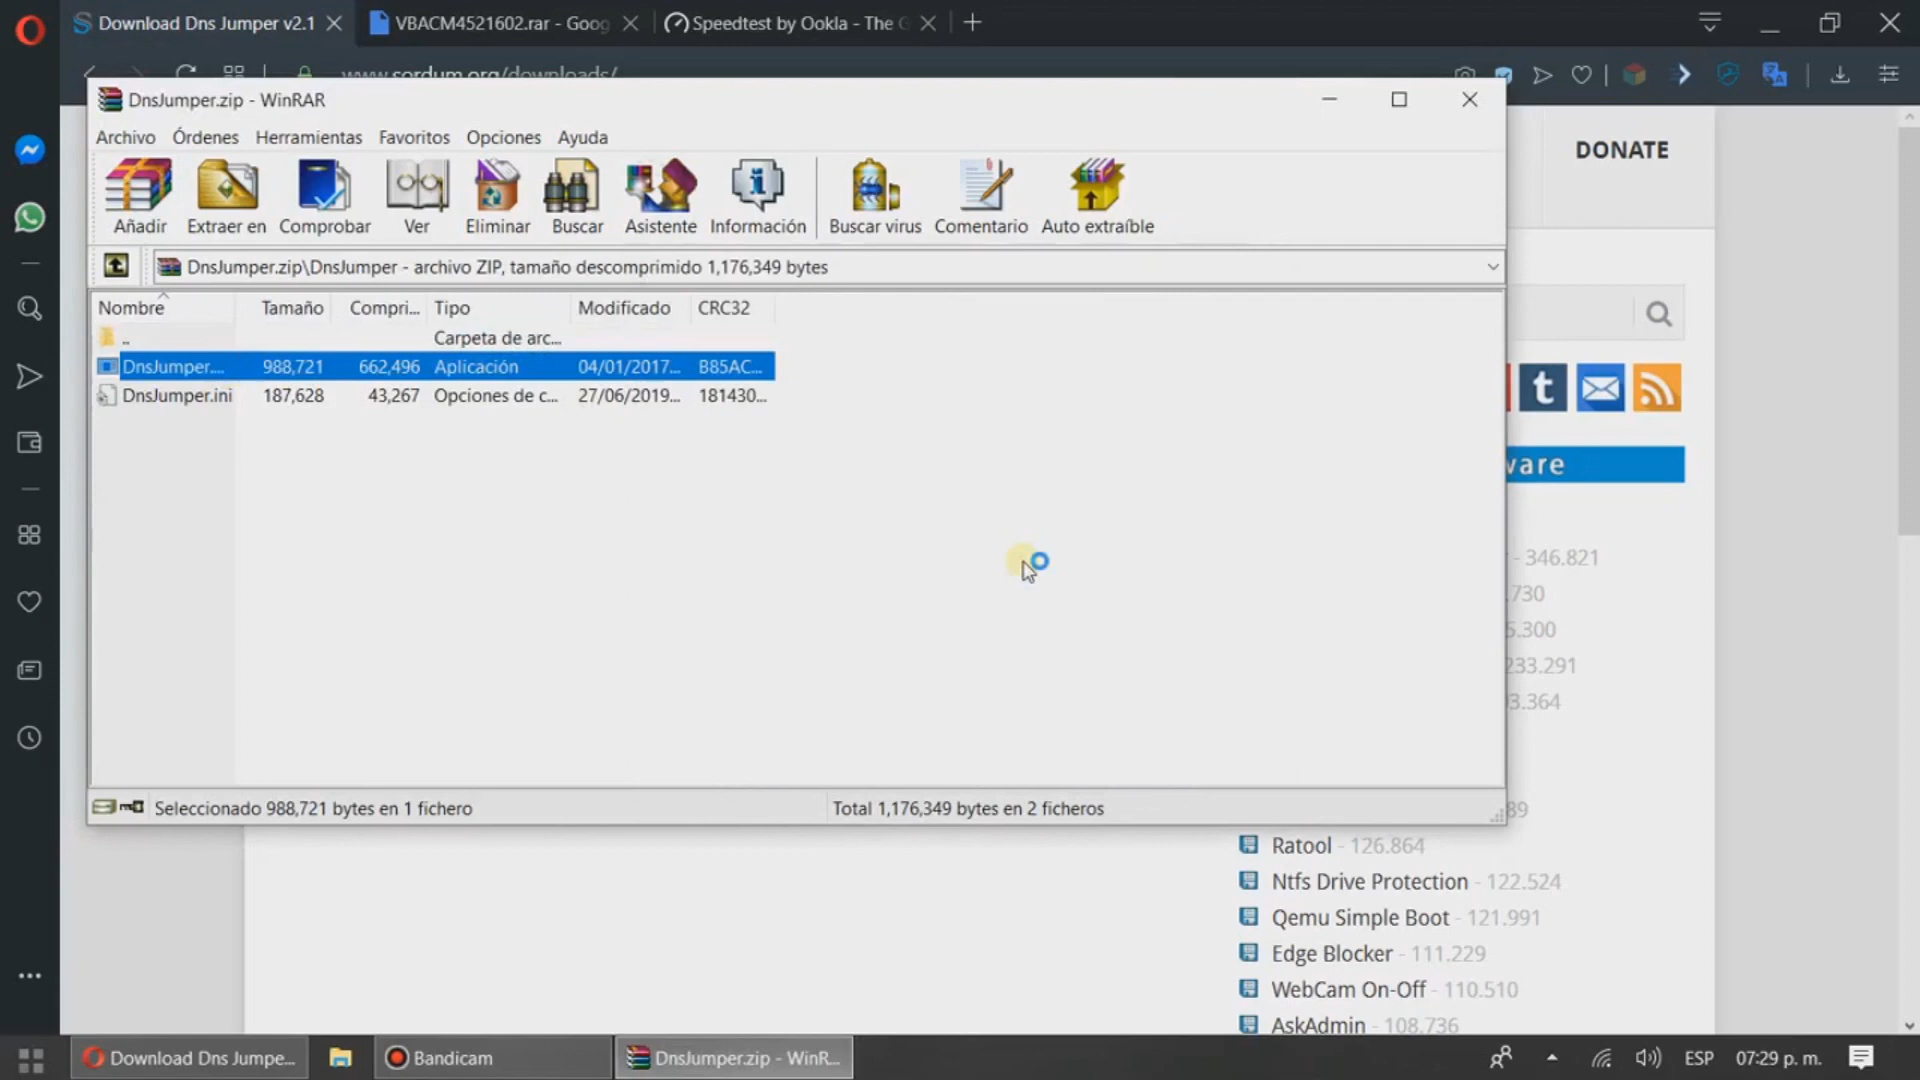 Download Dns Jumper v2.1
VBACM4521602.rar - Goog
Speedtest by Ookla - The G
www.sordum.org/downloads/
DnsJumper.zip - WinRAR
Archivo Órdenes Herramientas Favoritos Opciones Ayuda
DONATE
Añadir Extraer en Comprobar Ver Eliminar Buscar Asistente Información Buscar virus Comentario Auto extraíble
DnsJumper.zip\DnsJumper - archivo ZIP, tamaño descomprimido 1,176,349 bytes
Nombre Tamaño Compri... Tipo Modificado CRC32
.. Carpeta de arc...
DnsJumper.... 988,721 662,496 Aplicación 04/01/2017... B85AC...
DnsJumper.ini 187,628 43,267 Opciones de c... 27/06/2019... 181430...
t
ware
- 346.821
.730
5.300
233.291
93.364
89
Seleccionado 988,721 bytes en 1 fichero
Total 1,176,349 bytes en 2 ficheros
Ratool - 126.864
Ntfs Drive Protection - 122.524
Qemu Simple Boot - 121.991
Edge Blocker - 111.229
WebCam On-Off - 110.510
AskAdmin - 108.736
Download Dns Jumpe...
Bandicam
DnsJumper.zip - WinR...
ESP
07:29 p. m.